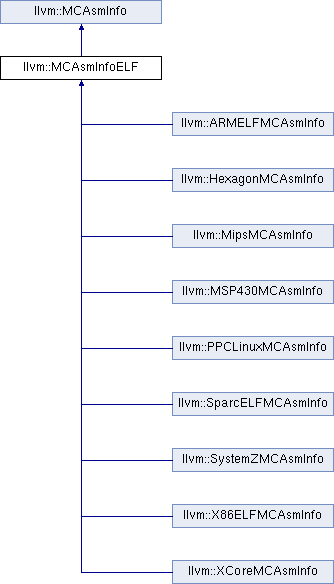 llvm::MCAsmInfo
llvm::MCAsmInfoELF
llvm::ARMELFMCAsmInfo
llvm::HexagonMCAsmInfo
llvm::MipsMCAsmInfo
llvm::MSP430MCAsmInfo
llvm::PPCLinuxMCAsmInfo
llvm::SparcELFMCAsmInfo
llvm::SystemZMCAsmInfo
llvm::X86ELFMCAsmInfo
llvm::XCoreMCAsmInfo